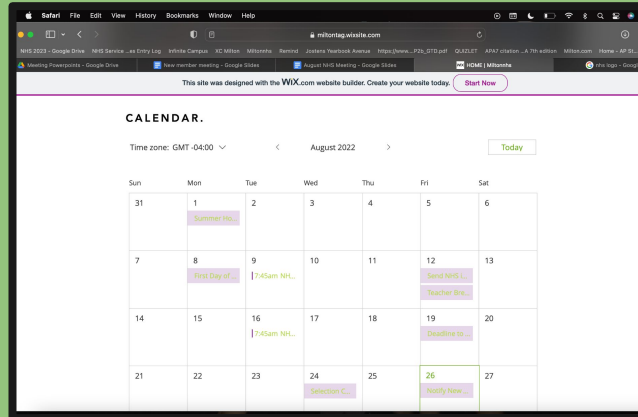 Safari File Edit View History Bookmarks Window Help
miltontag.wixsite.com
NHS 2023 - Google Drive NHS Service ...es Entry Log Infinite Campus XC Milton Miltonnhs Remind Jostens Yearbook Avenue https://www....P2b_GTID.pdf QUIZLET APA7 citation ...A 7th edition Milton.com Home - AP St...
Meeting Powerpoints - Google Drive New member meeting - Google Slides August NHS Meeting - Google Slides HOME | Miltonnhs nhs logo - Googl
This site was designed with the WiX.com website builder. Create your website today. Start Now
CALENDAR.
Time zone: GMT -04:00 August 2022 Today
Sun Mon Tue Wed Thu Fri Sat
31 1 2 3 4 5 6
Summer No...
7 8 9 10 11 12 13
First Day of ... 7:45am NH... Send NHS i...
Teacher Bre...
14 15 16 17 18 19 20
7:45am NH... Deadline to ...
21 22 23 24 25 26 27
Selection C... Notify New...